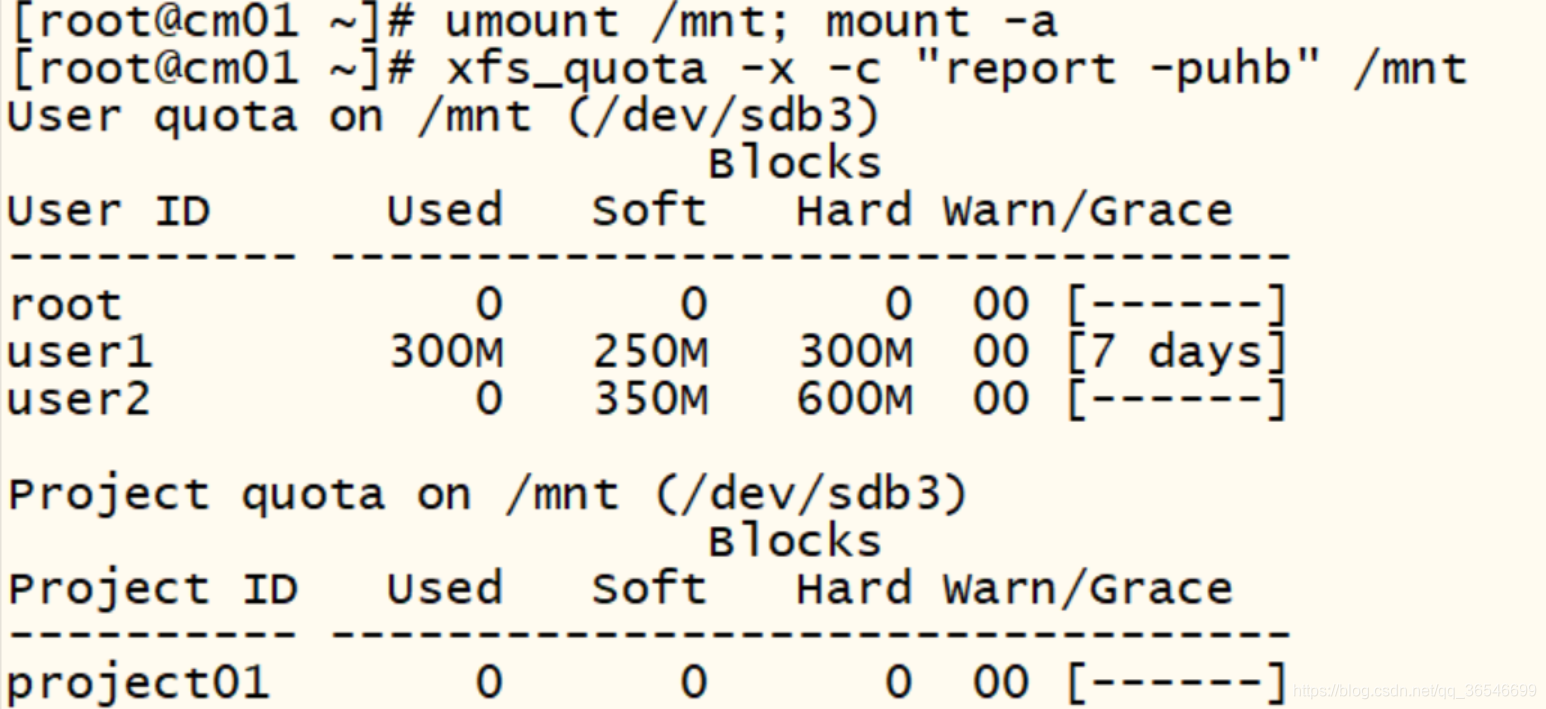 [root@cm01 ~]# umount /mnt; mount -a
[root@cm01 ~]# xfs_quota -x -c "report -puhb" /mnt
User quota on /mnt (/dev/sdb3)
                        Blocks
User ID      Used   Soft   Hard Warn/Grace
---------- ---------------------------------
root            0      0      0  00 [------]
user1        300M   250M   300M  00 [7 days]
user2           0   350M   600M  00 [------]
Project quota on /mnt (/dev/sdb3)
                        Blocks
Project ID   Used   Soft   Hard Warn/Grace
---------- ---------------------------------
project01       0      0      0  00 [------]
https://blog.csdn.net/qq_36546699